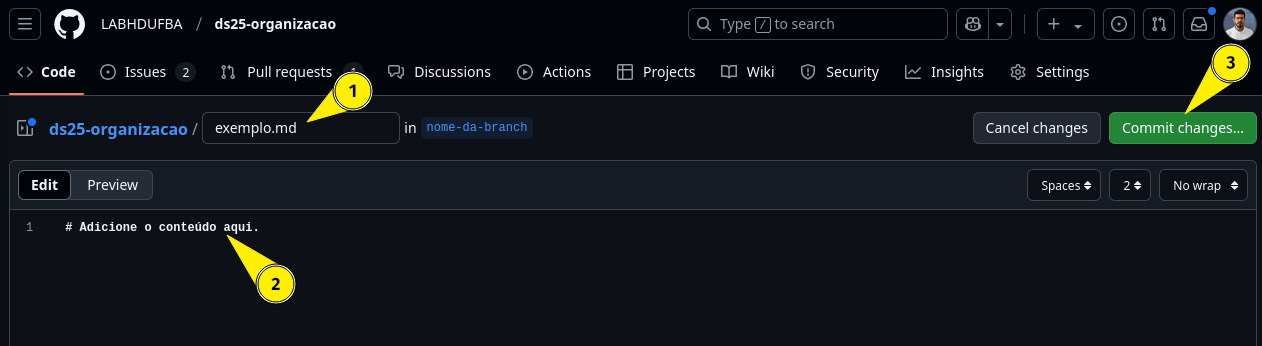 LABHDUFBA / ds25-organizacao Type / to search
Code Issues 2 Pull requests 1 Discussions Actions Projects Wiki Security Insights Settings
1
3
ds25-organizacao / exemplo.md in nome-da-branch Cancel changes Commit changes...
Edit Preview Spaces 2 No wrap
1 # Adicione o conteúdo aqui.
2